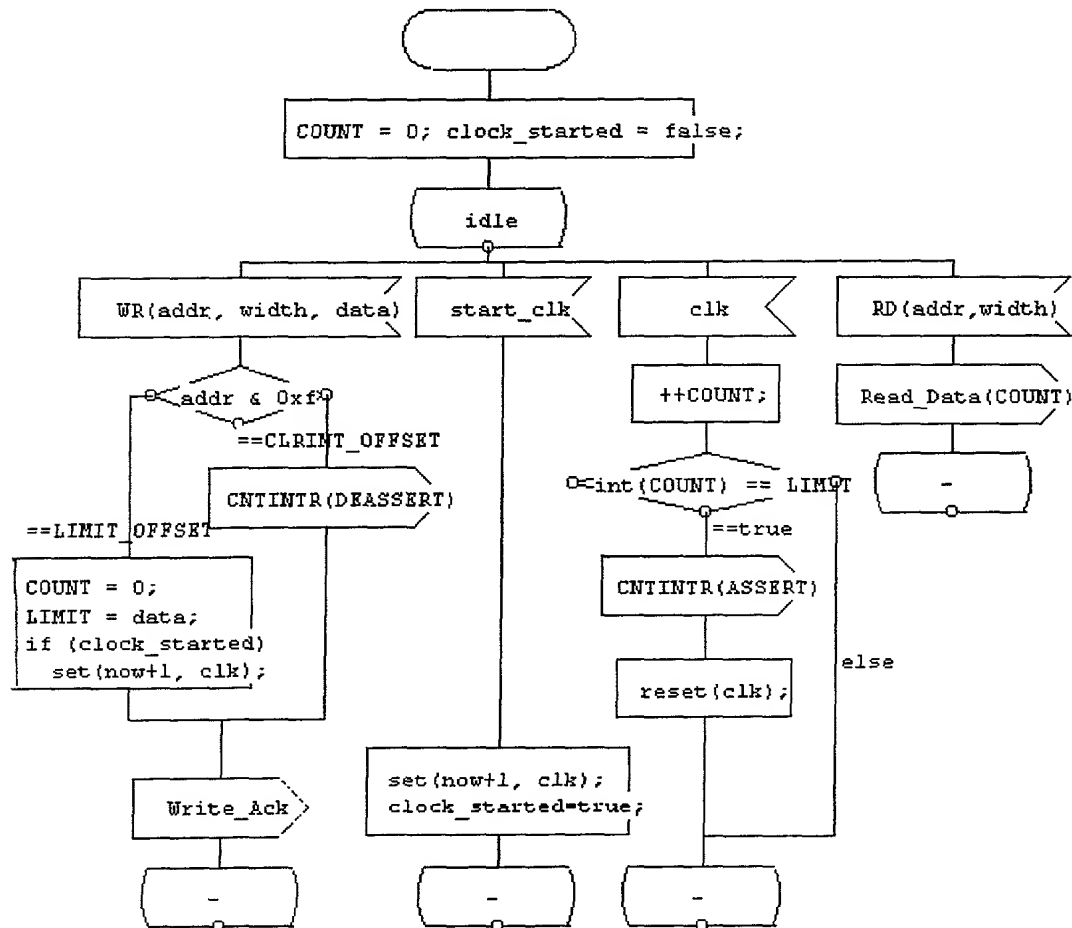 COUNT = 0; clock_started = false;
idle
WR(addr, width, data)
start_clk
clk
RD(addr,width)
addr & 0xf
++COUNT;
Read_Data(COUNT)
==CLRINT_OFFSET
int(COUNT) == LIMIT
-
CNTINTR(DEASSERT)
==LIMIT_OFFSET
==true
COUNT = 0;
LIMIT = data;
if (clock_started)
set(now+1, clk);
CNTINTR(ASSERT)
else
reset(clk);
Write_Ack
set(now+1, clk);
clock_started=true;
-
-
-